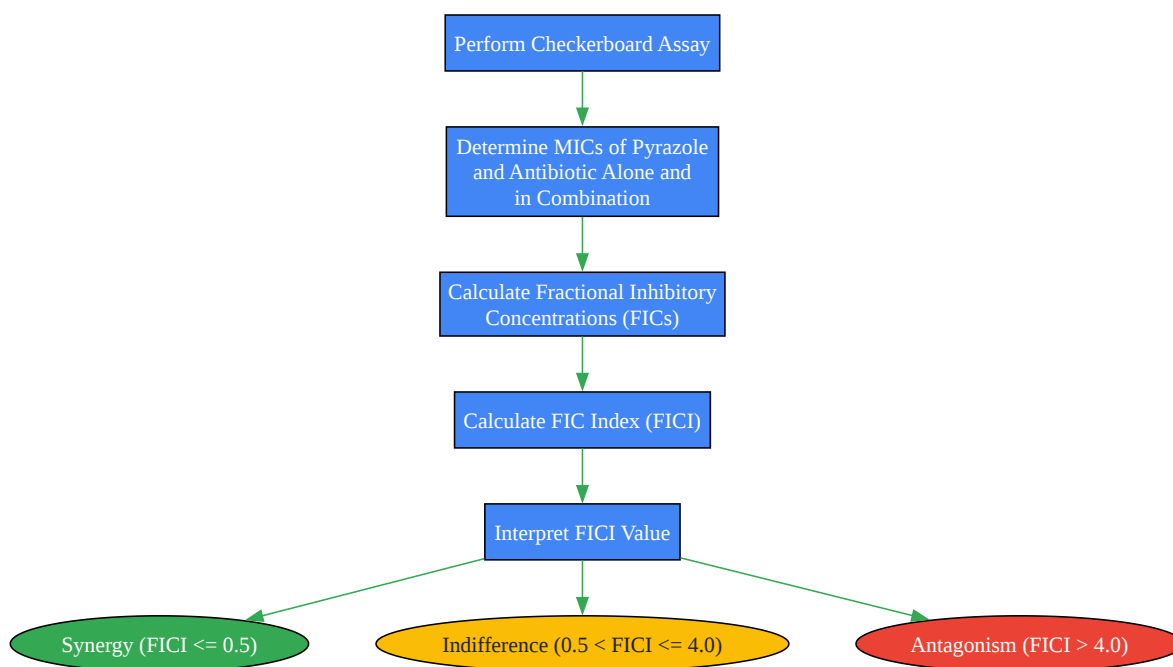 Perform Checkerboard Assay
Determine MICs of Pyrazole
and Antibiotic Alone and
in Combination
Calculate Fractional Inhibitory
Concentrations (FICs)
Calculate FIC Index (FICI)
Interpret FICI Value
Synergy (FICI <= 0.5)
Indifference (0.5 < FICI <= 4.0)
Antagonism (FICI > 4.0)